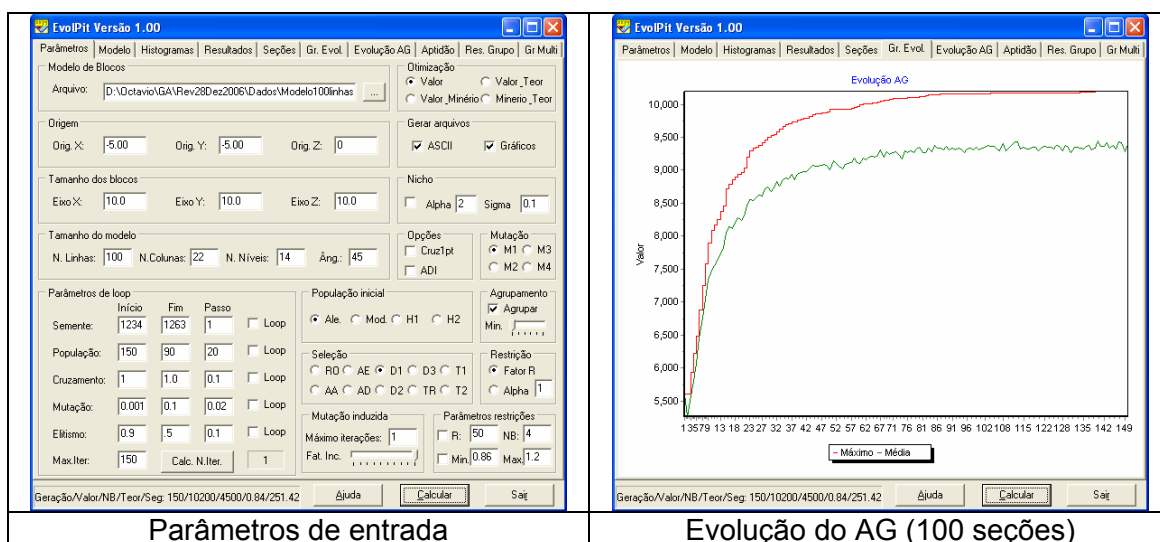 EvolPit Versão 1.00
Parâmetros Modelo Histogramas Resultados Seções Gr. Evol. Evolução AG Aptidão Res. Grupo Gr Multi
Modelo de Blocos
Arquivo: D:\Octavio\GA\Rev28Dez2006\Dados\Modelo100linhas ...
Otimização
Valor Valor_Teor
Valor_Minério Minerio_Teor
Origem
Orig. X: -5.00 Orig. Y: -5.00 Orig. Z: 0
Gerar arquivos
ASCII Gráficos
Tamanho dos blocos
Eixo X: 10.0 Eixo Y: 10.0 Eixo Z: 10.0
Nicho
Alpha 2 Sigma 0.1
Tamanho do modelo
N. Linhas: 100 N.Colunas: 22 N. Níveis: 14 Âng.: 45
Opções
Cruz1pt
ADI
Mutação
M1 M3
M2 M4
Parâmetros de loop
Início Fim Passo
Semente: 1234 1263 1 Loop
População: 150 90 20 Loop
Cruzamento: 1 1.0 0.1 Loop
Mutação: 0.001 0.1 0.02 Loop
Elitismo: 0.9 .5 0.1 Loop
Max.Iter: 150 Calc. N.Iter. 1
População inicial
Ale. Mod. H1 H2
Agrupamento
Agrupar
Min.
Seleção
RO AE D1 D3 T1
AA AD D2 TR T2
Restrição
Fator R
Alpha 1
Mutação induzida
Máximo iterações: 1
Fat. Inc.
Parâmetros restrições
R: 50 NB: 4
Min. 0.86 Max. 1.2
Geração/Valor/NB/Teor/Seg: 150/10200/4500/0.84/251.42 Ajuda Calcular Sair
Parâmetros de entrada
EvolPit Versão 1.00
Parâmetros Modelo Histogramas Resultados Seções Gr. Evol. Evolução AG Aptidão Res. Grupo Gr Multi
Evolução AG
Valor
10,000
9,500
9,000
8,500
8,000
7,500
7,000
6,500
6,000
5,500
1 3 5 7 9 13 18 23 27 32 37 42 47 52 57 62 67 71 76 81 86 91 96 102 108 115 122 128 135 142 149
Máximo Média
Geração/Valor/NB/Teor/Seg: 150/10200/4500/0.84/251.42 Ajuda Calcular Sair
Evolução do AG (100 seções)